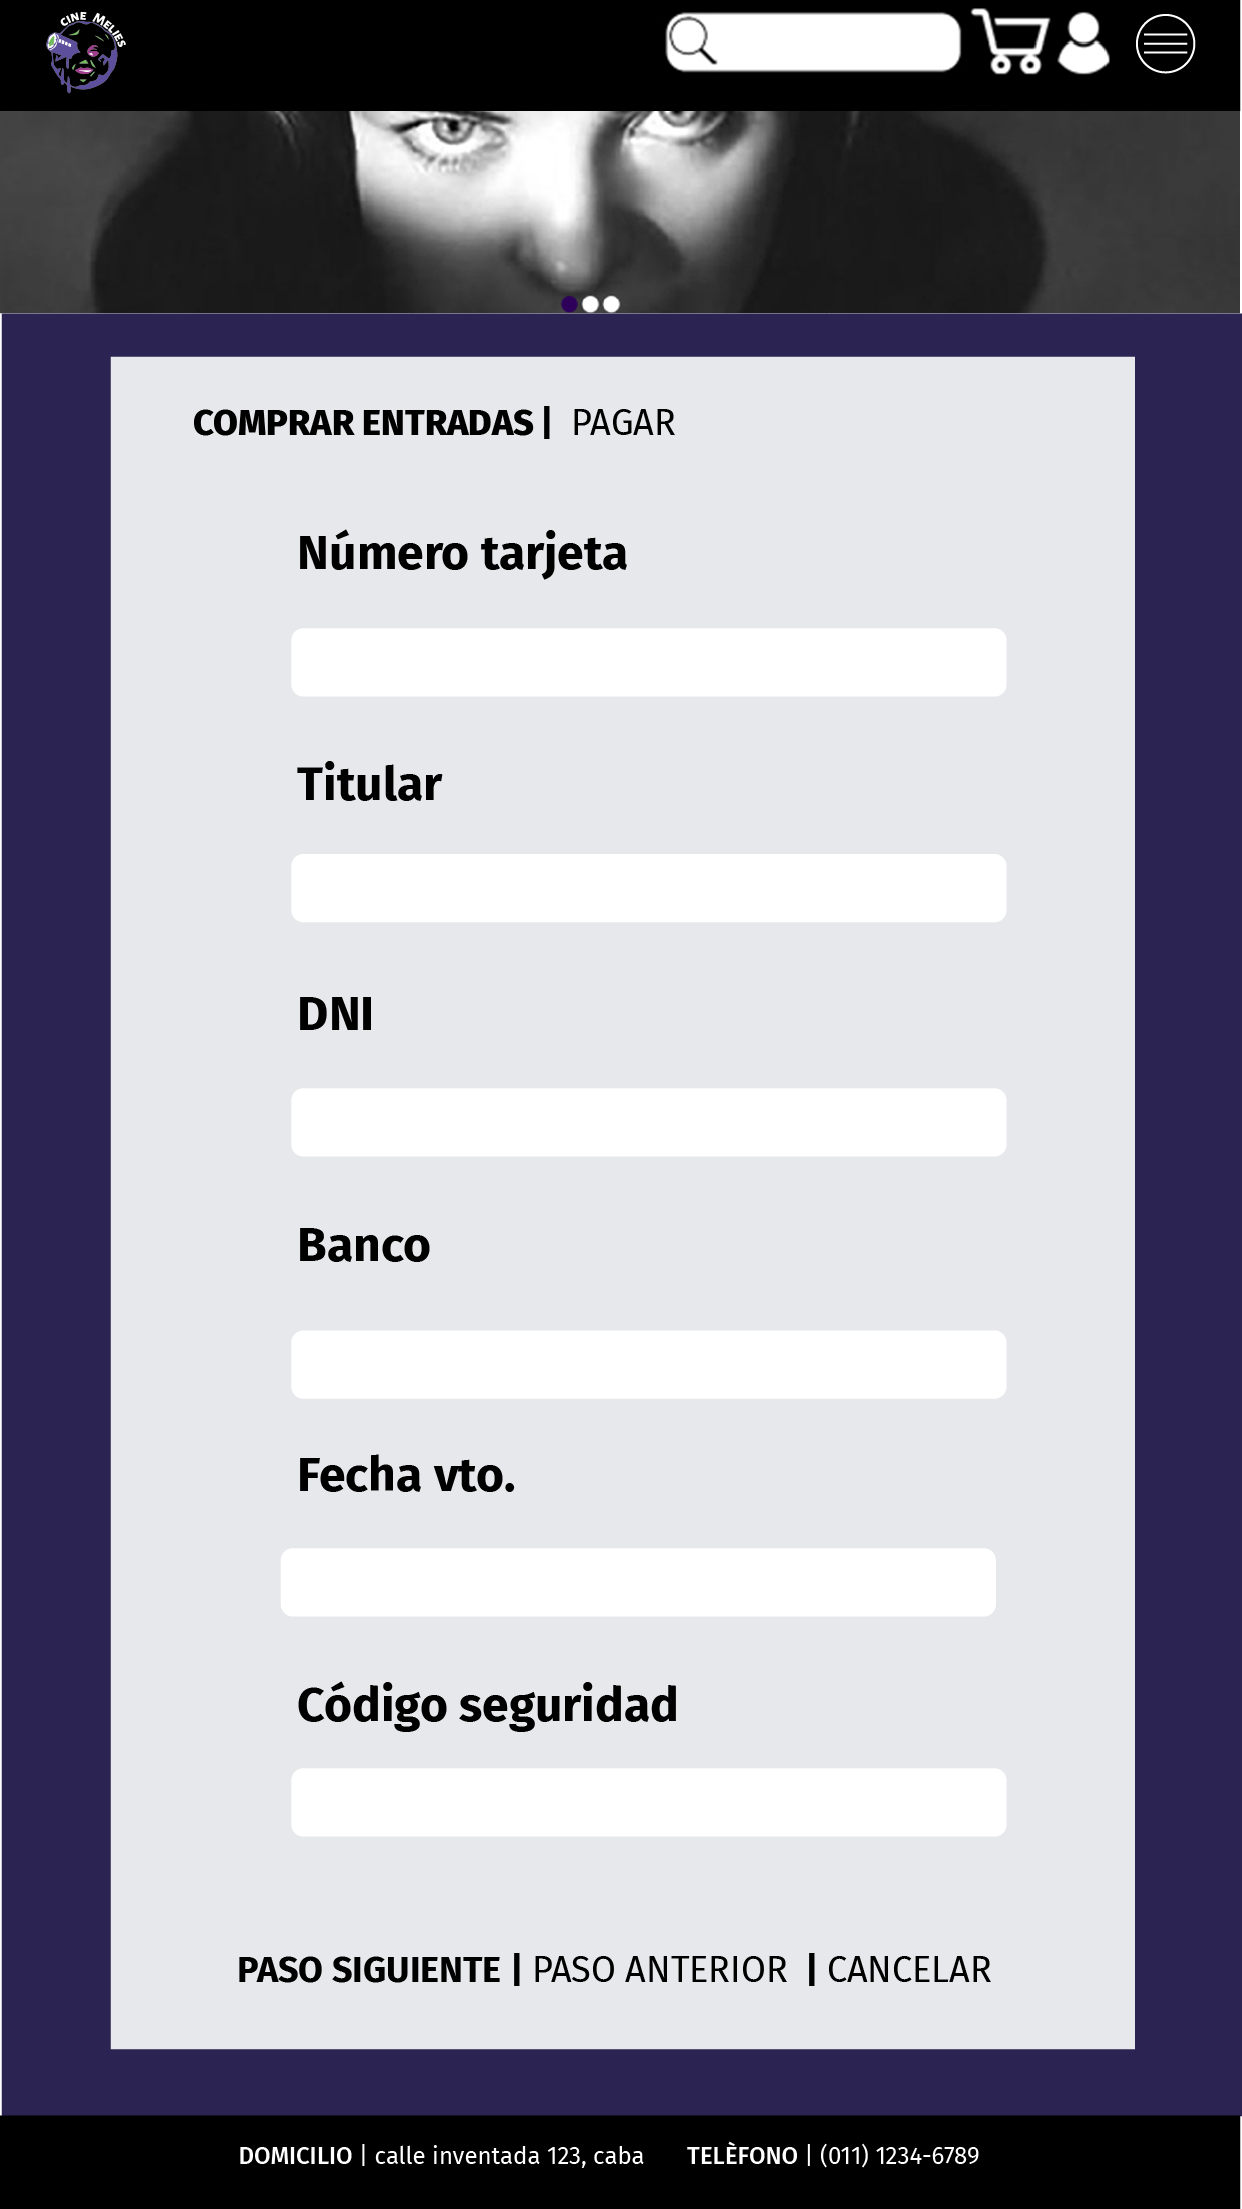 CINE MELIES
COMPRAR ENTRADAS | PAGAR
Número tarjeta
Titular
DNI
Banco
Fecha vto.
Código seguridad
PASO SIGUIENTE | PASO ANTERIOR | CANCELAR
DOMICILIO | calle inventada 123, caba TELÈFONO | (011) 1234-6789